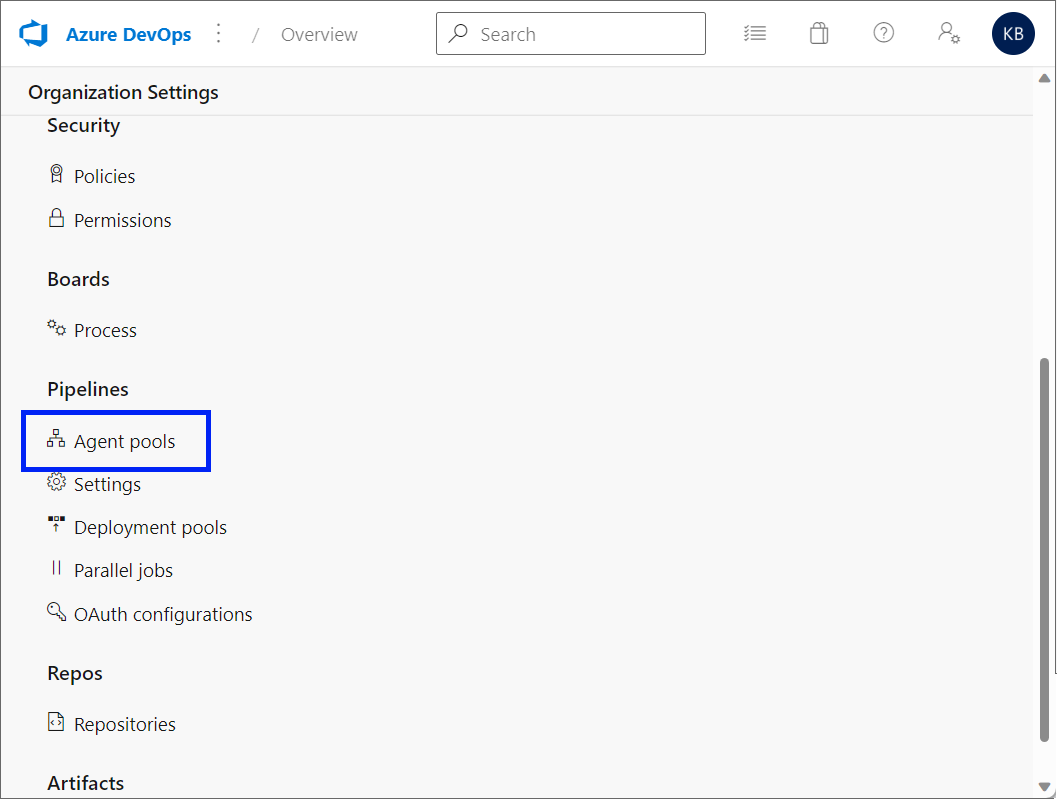 Azure DevOps / Overview Search KB
Organization Settings
Security
Policies
Permissions
Boards
Process
Pipelines
Agent pools
Settings
Deployment pools
Parallel jobs
OAuth configurations
Repos
Repositories
Artifacts